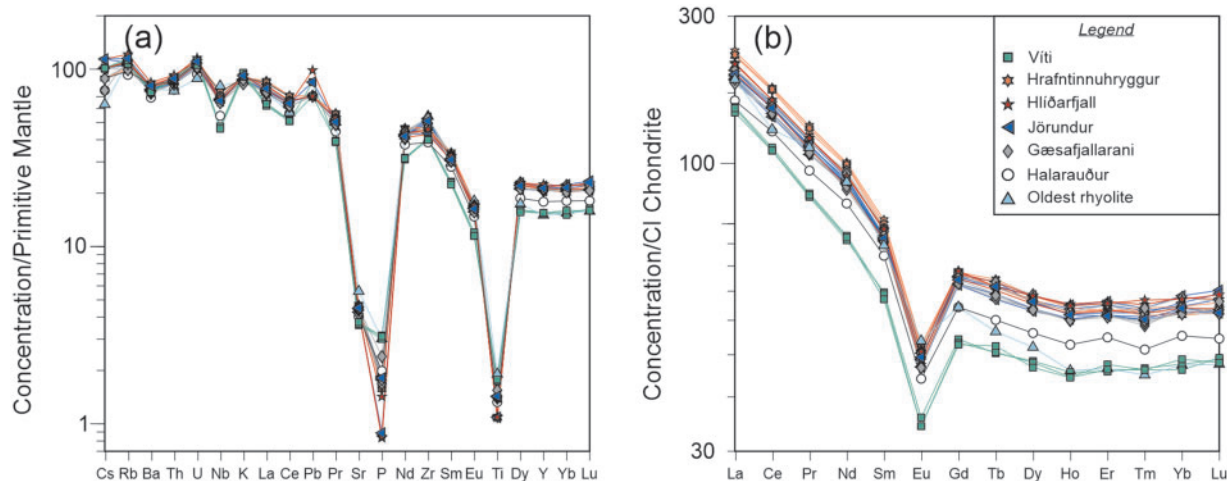 (a)
Concentration/Primitive Mantle
100
10
1
Cs Rb Ba Th U Nb K La Ce Pb Pr Sr P Nd Zr Sm Eu Ti Dy Y Yb Lu
(b)
Concentration/CI Chondrite
300
100
30
Legend
Víti
Hrafntinnuhryggur
Hlíðarfjall
Jörundur
Gæsafjallarani
Halarauður
Oldest rhyolite
La Ce Pr Nd Sm Eu Gd Tb Dy Ho Er Tm Yb Lu